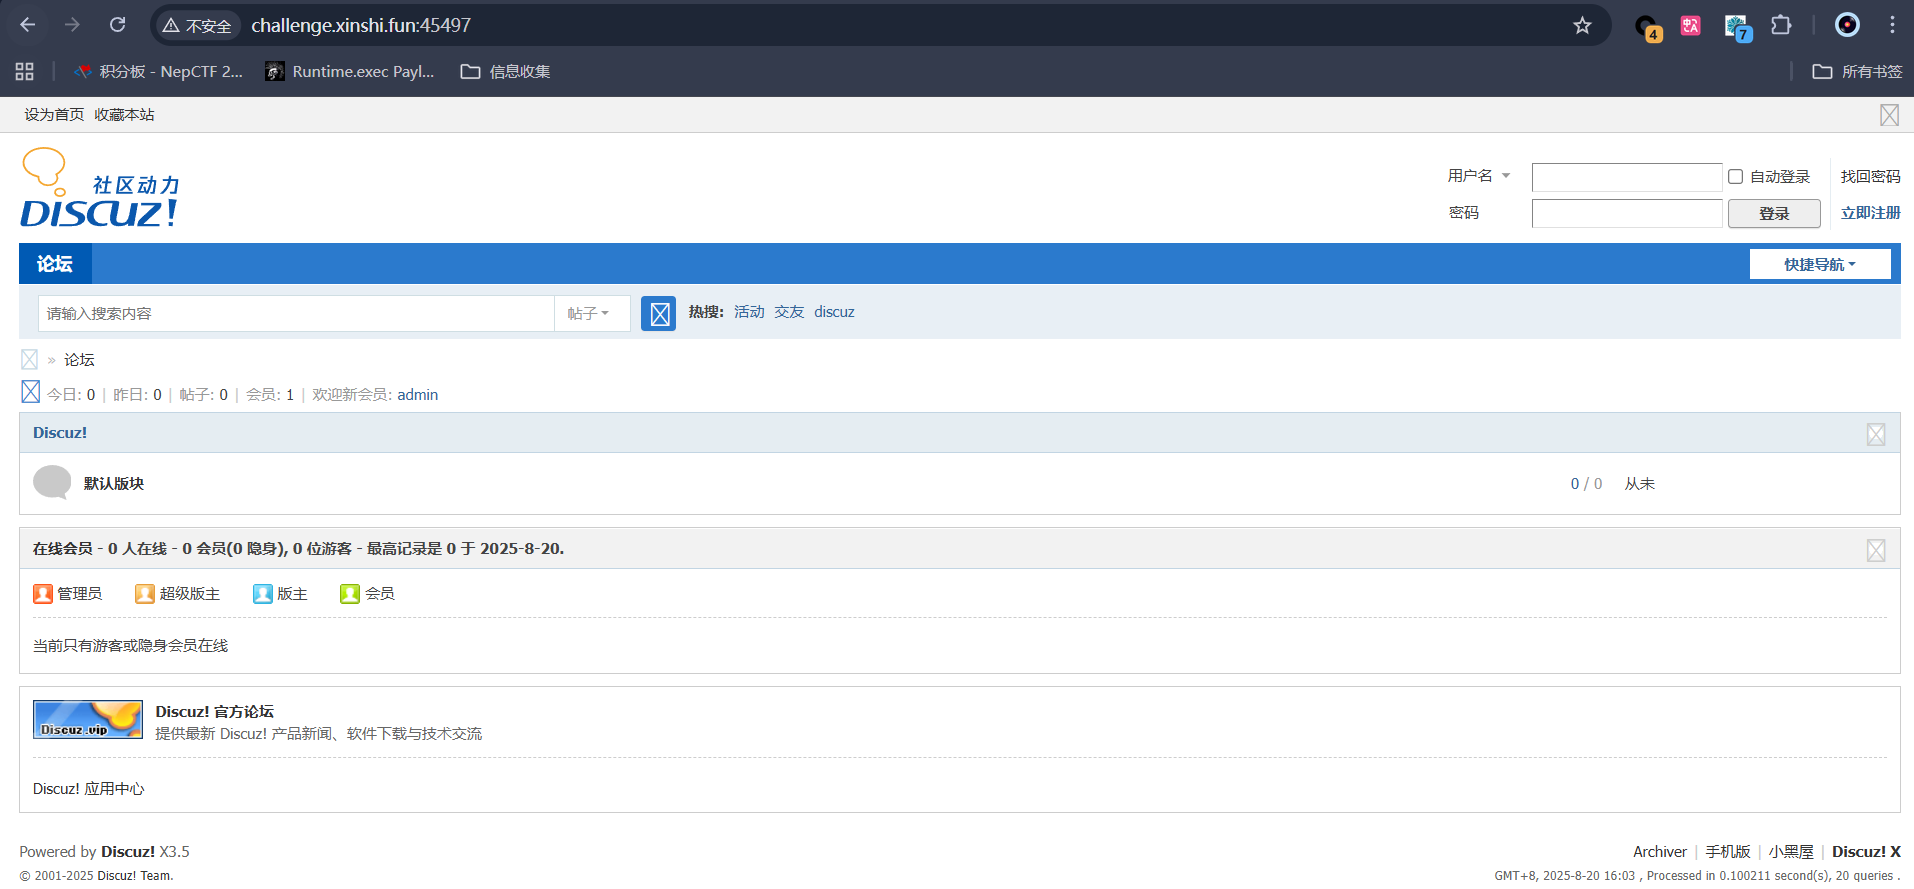 不安全 challenge.xinshi.fun:45497
4
7
积分板 - NepCTF 2... Runtime.exec Payl... 信息收集 所有书签
设为首页 收藏本站
社区动力
DISCUZ!
用户名 自动登录 找回密码
密码 登录 立即注册
论坛 快捷导航
请输入搜索内容 帖子 热搜: 活动 交友 discuz
» 论坛
今日: 0 | 昨日: 0 | 帖子: 0 | 会员: 1 | 欢迎新会员: admin
Discuz!
默认版块 0 / 0 从未
在线会员 - 0 人在线 - 0 会员(0 隐身), 0 位游客 - 最高记录是 0 于 2025-8-20.
管理员 超级版主 版主 会员
当前只有游客或隐身会员在线
Discuz.vip
Discuz! 官方论坛
提供最新 Discuz! 产品新闻、软件下载与技术交流
Discuz! 应用中心
Powered by Discuz! X3.5 Archiver | 手机版 | 小黑屋 | Discuz! X
© 2001-2025 Discuz! Team. GMT+8, 2025-8-20 16:03 , Processed in 0.100211 second(s), 20 queries .